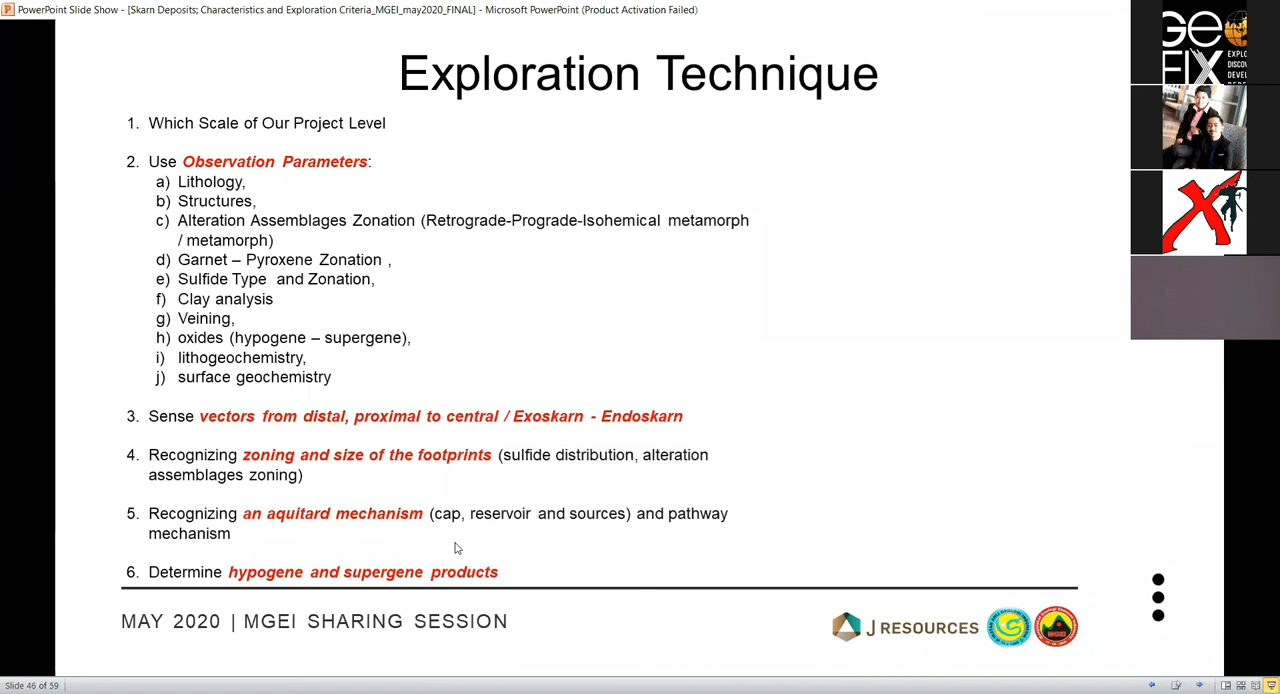 PowerPoint Slide Show - [Skarn Deposits; Characteristics and Exploration Criteria_MGEI_may2020_FINAL] - Microsoft PowerPoint (Product Activation Failed)
Exploration Technique
1. Which Scale of Our Project Level
2. Use Observation Parameters:
a) Lithology,
b) Structures,
c) Alteration Assemblages Zonation (Retrograde-Prograde-Isohemical metamorph
/ metamorph)
d) Garnet – Pyroxene Zonation ,
e) Sulfide Type and Zonation,
f) Clay analysis
g) Veining,
h) oxides (hypogene – supergene),
i) lithogeochemistry,
j) surface geochemistry
3. Sense vectors from distal, proximal to central / Exoskarn - Endoskarn
4. Recognizing zoning and size of the footprints (sulfide distribution, alteration
assemblages zoning)
5. Recognizing an aquitard mechanism (cap, reservoir and sources) and pathway
mechanism
6. Determine hypogene and supergene products
MAY 2020 | MGEI SHARING SESSION
J RESOURCES
MGEI
Slide 46 of 59
GEO
FIX